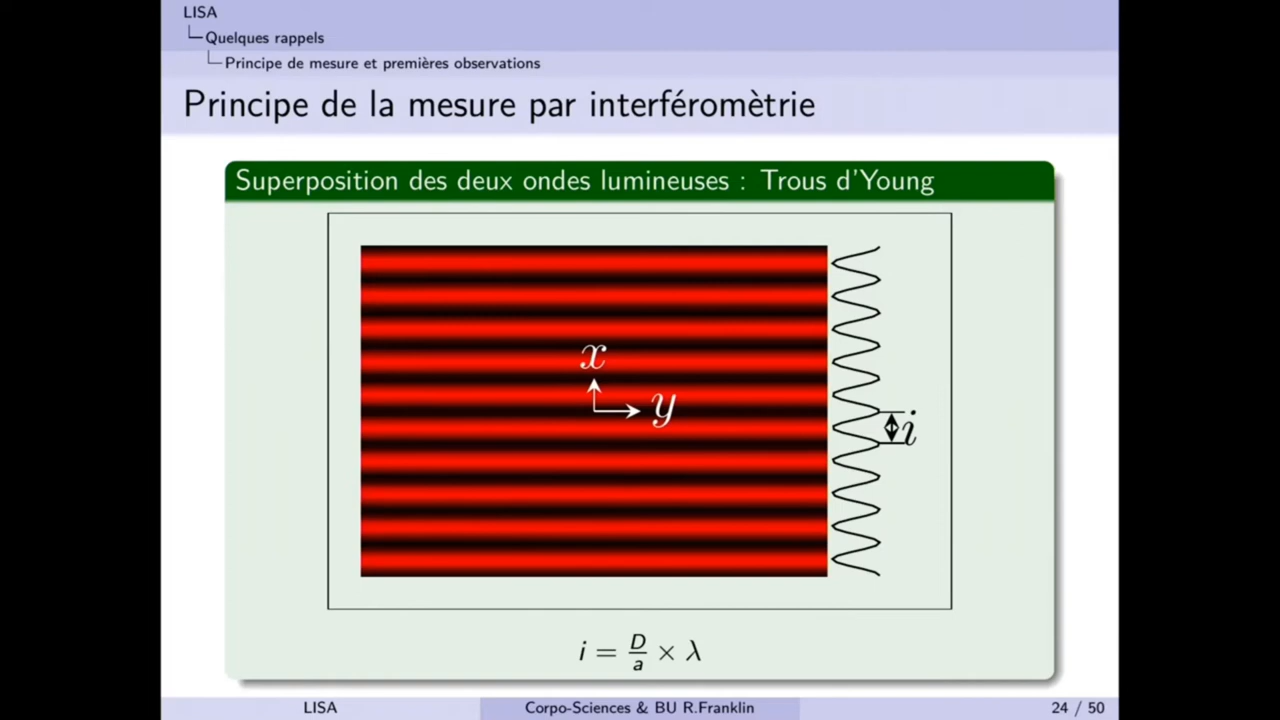 LISA
Quelques rappels
Principe de mesure et premières observations
Principe de la mesure par interféromètrie
Superposition des deux ondes lumineuses : Trous d'Young
x
y
i
i = D/a × λ
LISA Corpo-Sciences & BU R.Franklin 24 / 50